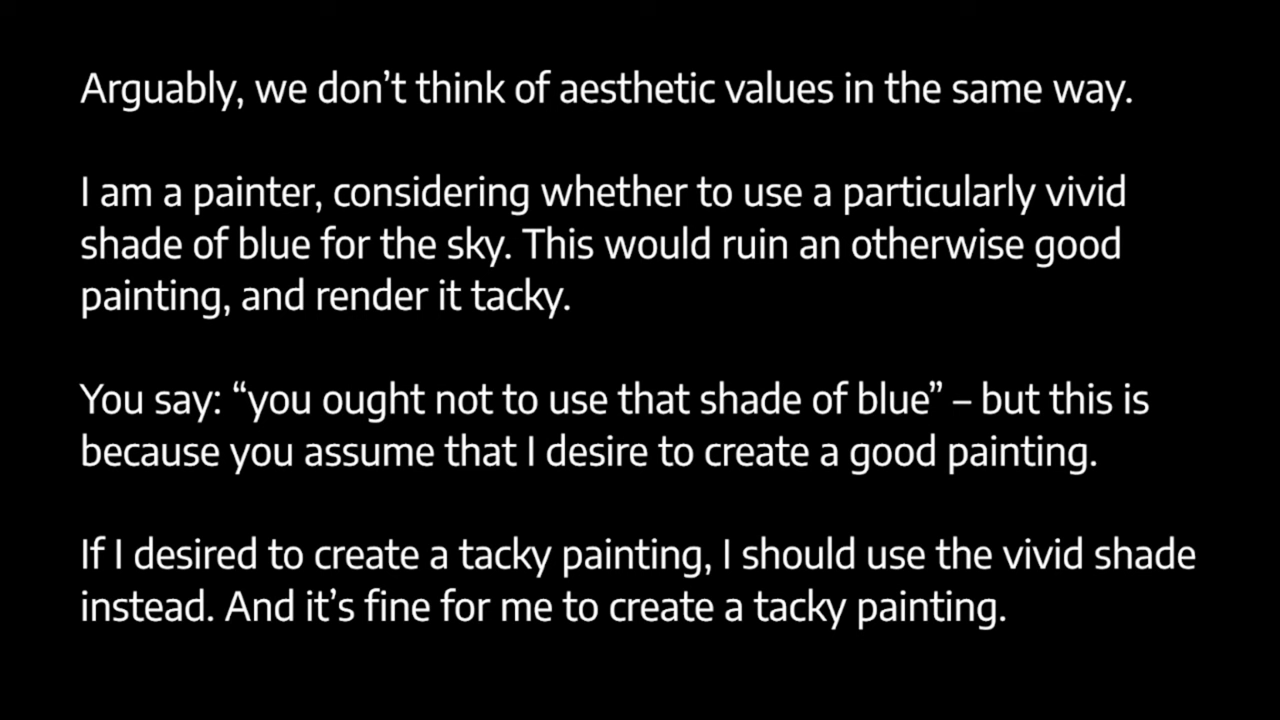 Arguably, we don’t think of aesthetic values in the same way.
I am a painter, considering whether to use a particularly vivid
shade of blue for the sky. This would ruin an otherwise good
painting, and render it tacky.
You say: “you ought not to use that shade of blue” – but this is
because you assume that I desire to create a good painting.
If I desired to create a tacky painting, I should use the vivid shade
instead. And it’s fine for me to create a tacky painting.